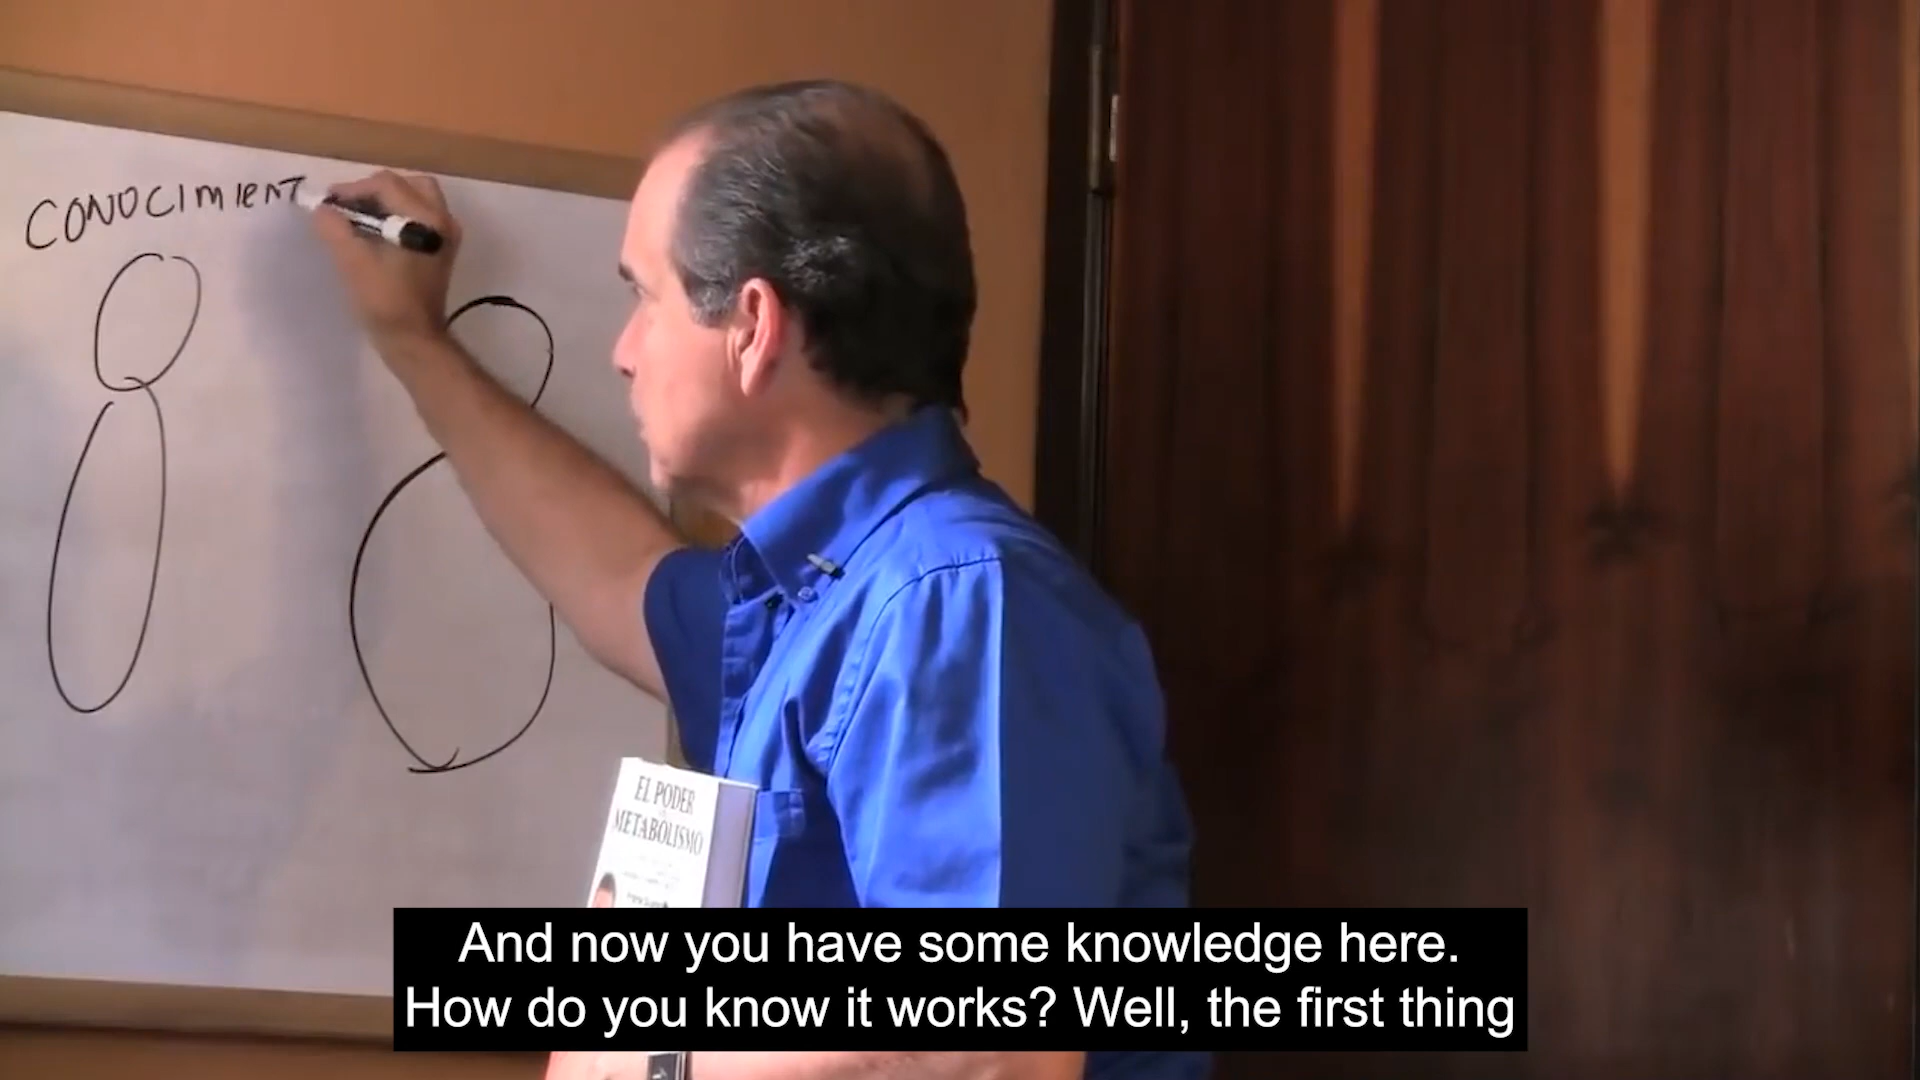 CONOCIMIENT
EL PODER
METABOLISMO
And now you have some knowledge here.
How do you know it works? Well, the first thing